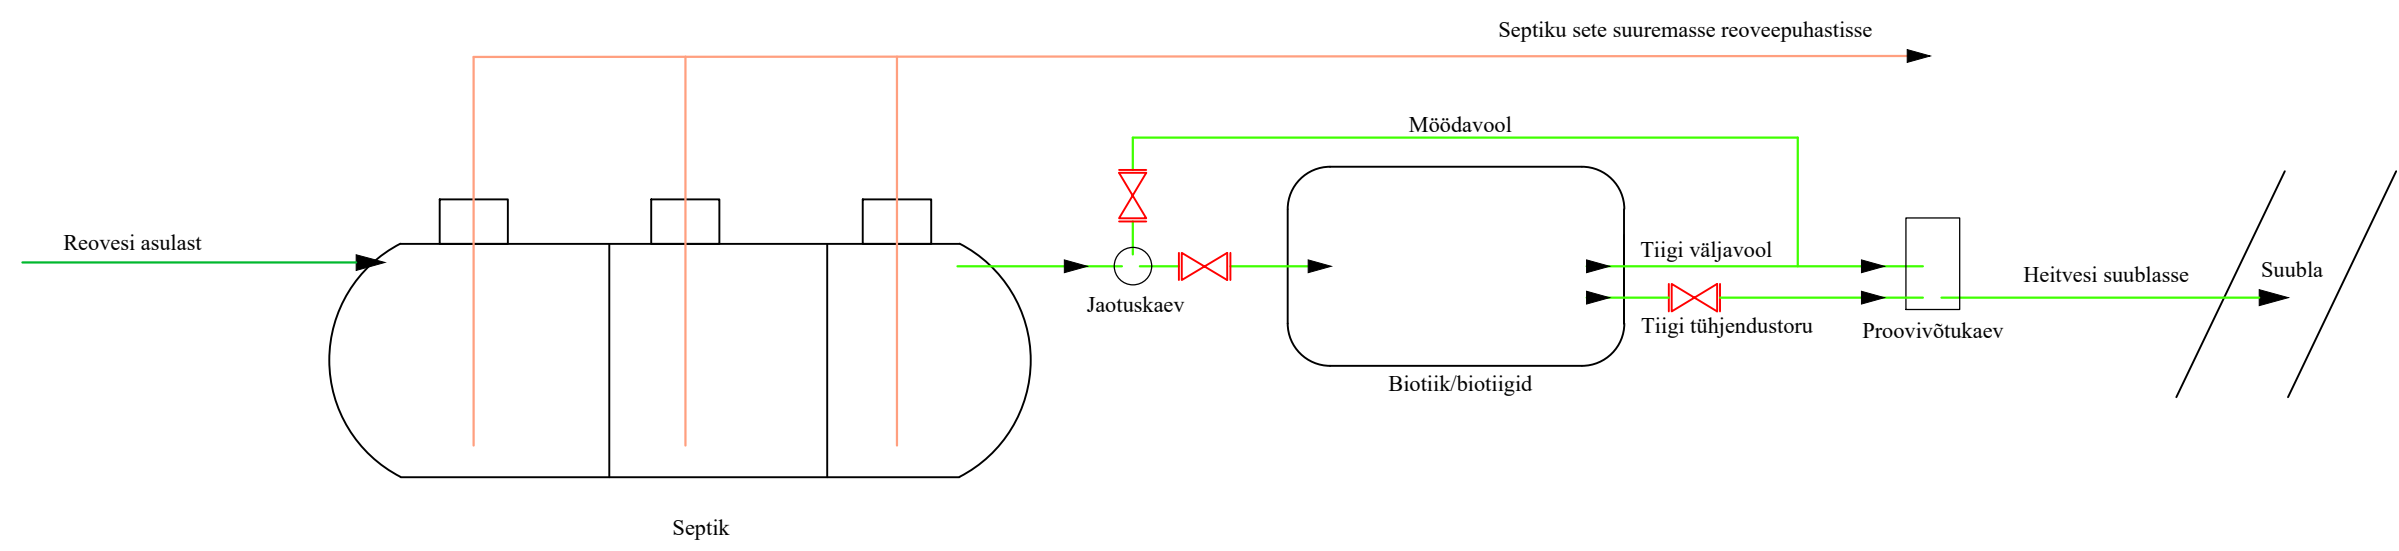 Septiku sete suuremasse reoveepuhastisse
Möödavool
Reovesi asulast
Tiigi väljavool
Heitvesi suublasse
Suubla
Jaotuskaev
Tiigi tühjendustoru
Proovivõtukaev
Biotiik/biotiigid
Septik